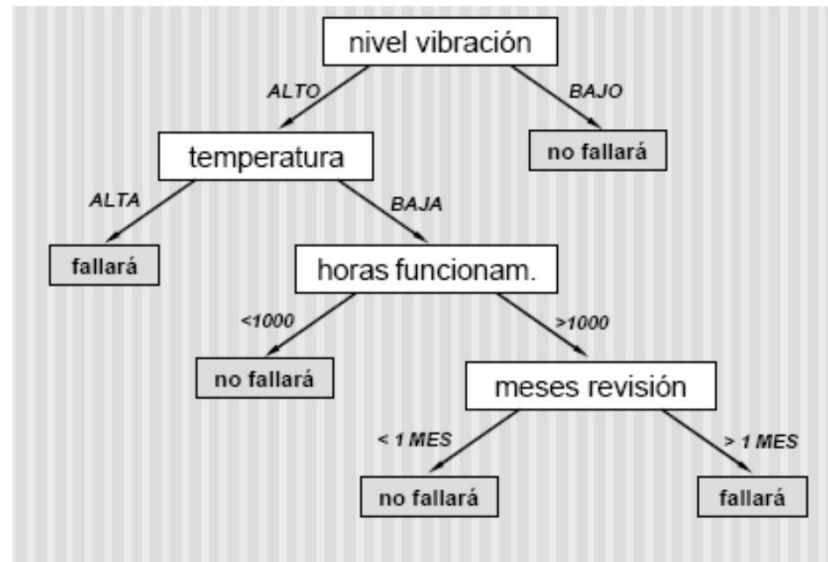 nivel vibración
ALTO
BAJO
temperatura
no fallará
ALTA
BAJA
fallará
horas funcionam.
<1000
>1000
no fallará
meses revisión
< 1 MES
> 1 MES
no fallará
fallará